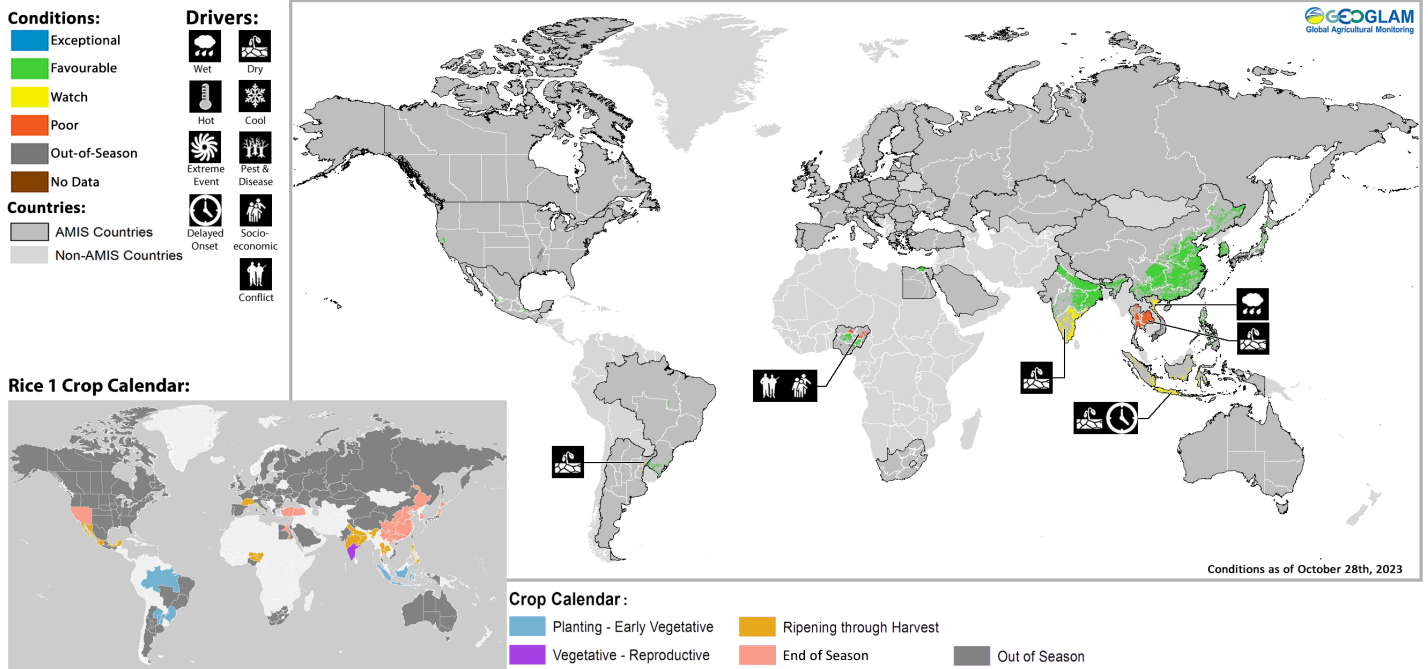 Conditions:
Exceptional
Favourable
Watch
Poor
Out-of-Season
No Data
Countries:
AMIS Countries
Non-AMIS Countries
Drivers:
Wet
Dry
Hot
Cool
Extreme
Event
Pest &
Disease
Delayed
Onset
Socio-
economic
Conflict
GEOGLAM
Global Agricultural Monitoring
Conditions as of October 28th, 2023
Rice 1 Crop Calendar:
Crop Calendar :
Planting - Early Vegetative
Ripening through Harvest
Vegetative - Reproductive
End of Season
Out of Season